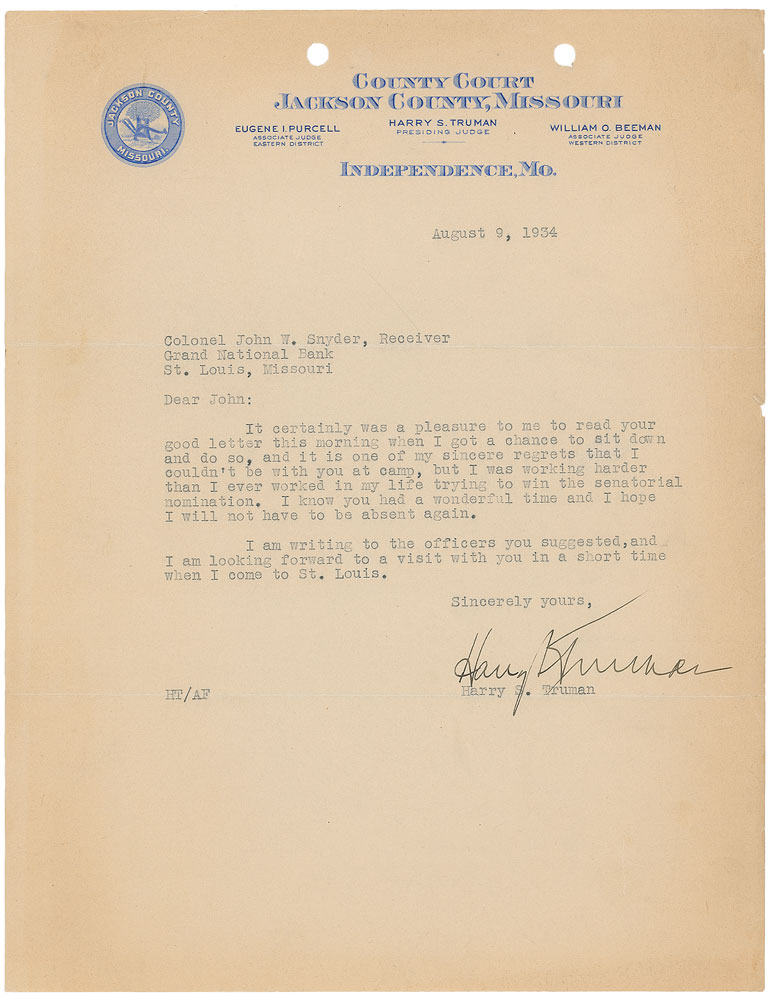 COUNTY COURT
JACKSON COUNTY, MISSOURI
JACKSON COUNTY
MISSOURI.
EUGENE I. PURCELL
ASSOCIATE JUDGE
EASTERN DISTRICT
HARRY S. TRUMAN
PRESIDING JUDGE
WILLIAM O. BEEMAN
ASSOCIATE JUDGE
WESTERN DISTRICT
INDEPENDENCE, MO.
August 9, 1934
Colonel John W. Snyder, Receiver
Grand National Bank
St. Louis, Missouri
Dear John:
It certainly was a pleasure to me to read your
good letter this morning when I got a chance to sit down
and do so, and it is one of my sincere regrets that I
couldn't be with you at camp, but I was working harder
than I ever worked in my life trying to win the senatorial
nomination. I know you had a wonderful time and I hope
I will not have to be absent again.
I am writing to the officers you suggested,and
I am looking forward to a visit with you in a short time
when I come to St. Louis.
Sincerely yours,
Harry S Truman
HT/AF
Harry S. Truman